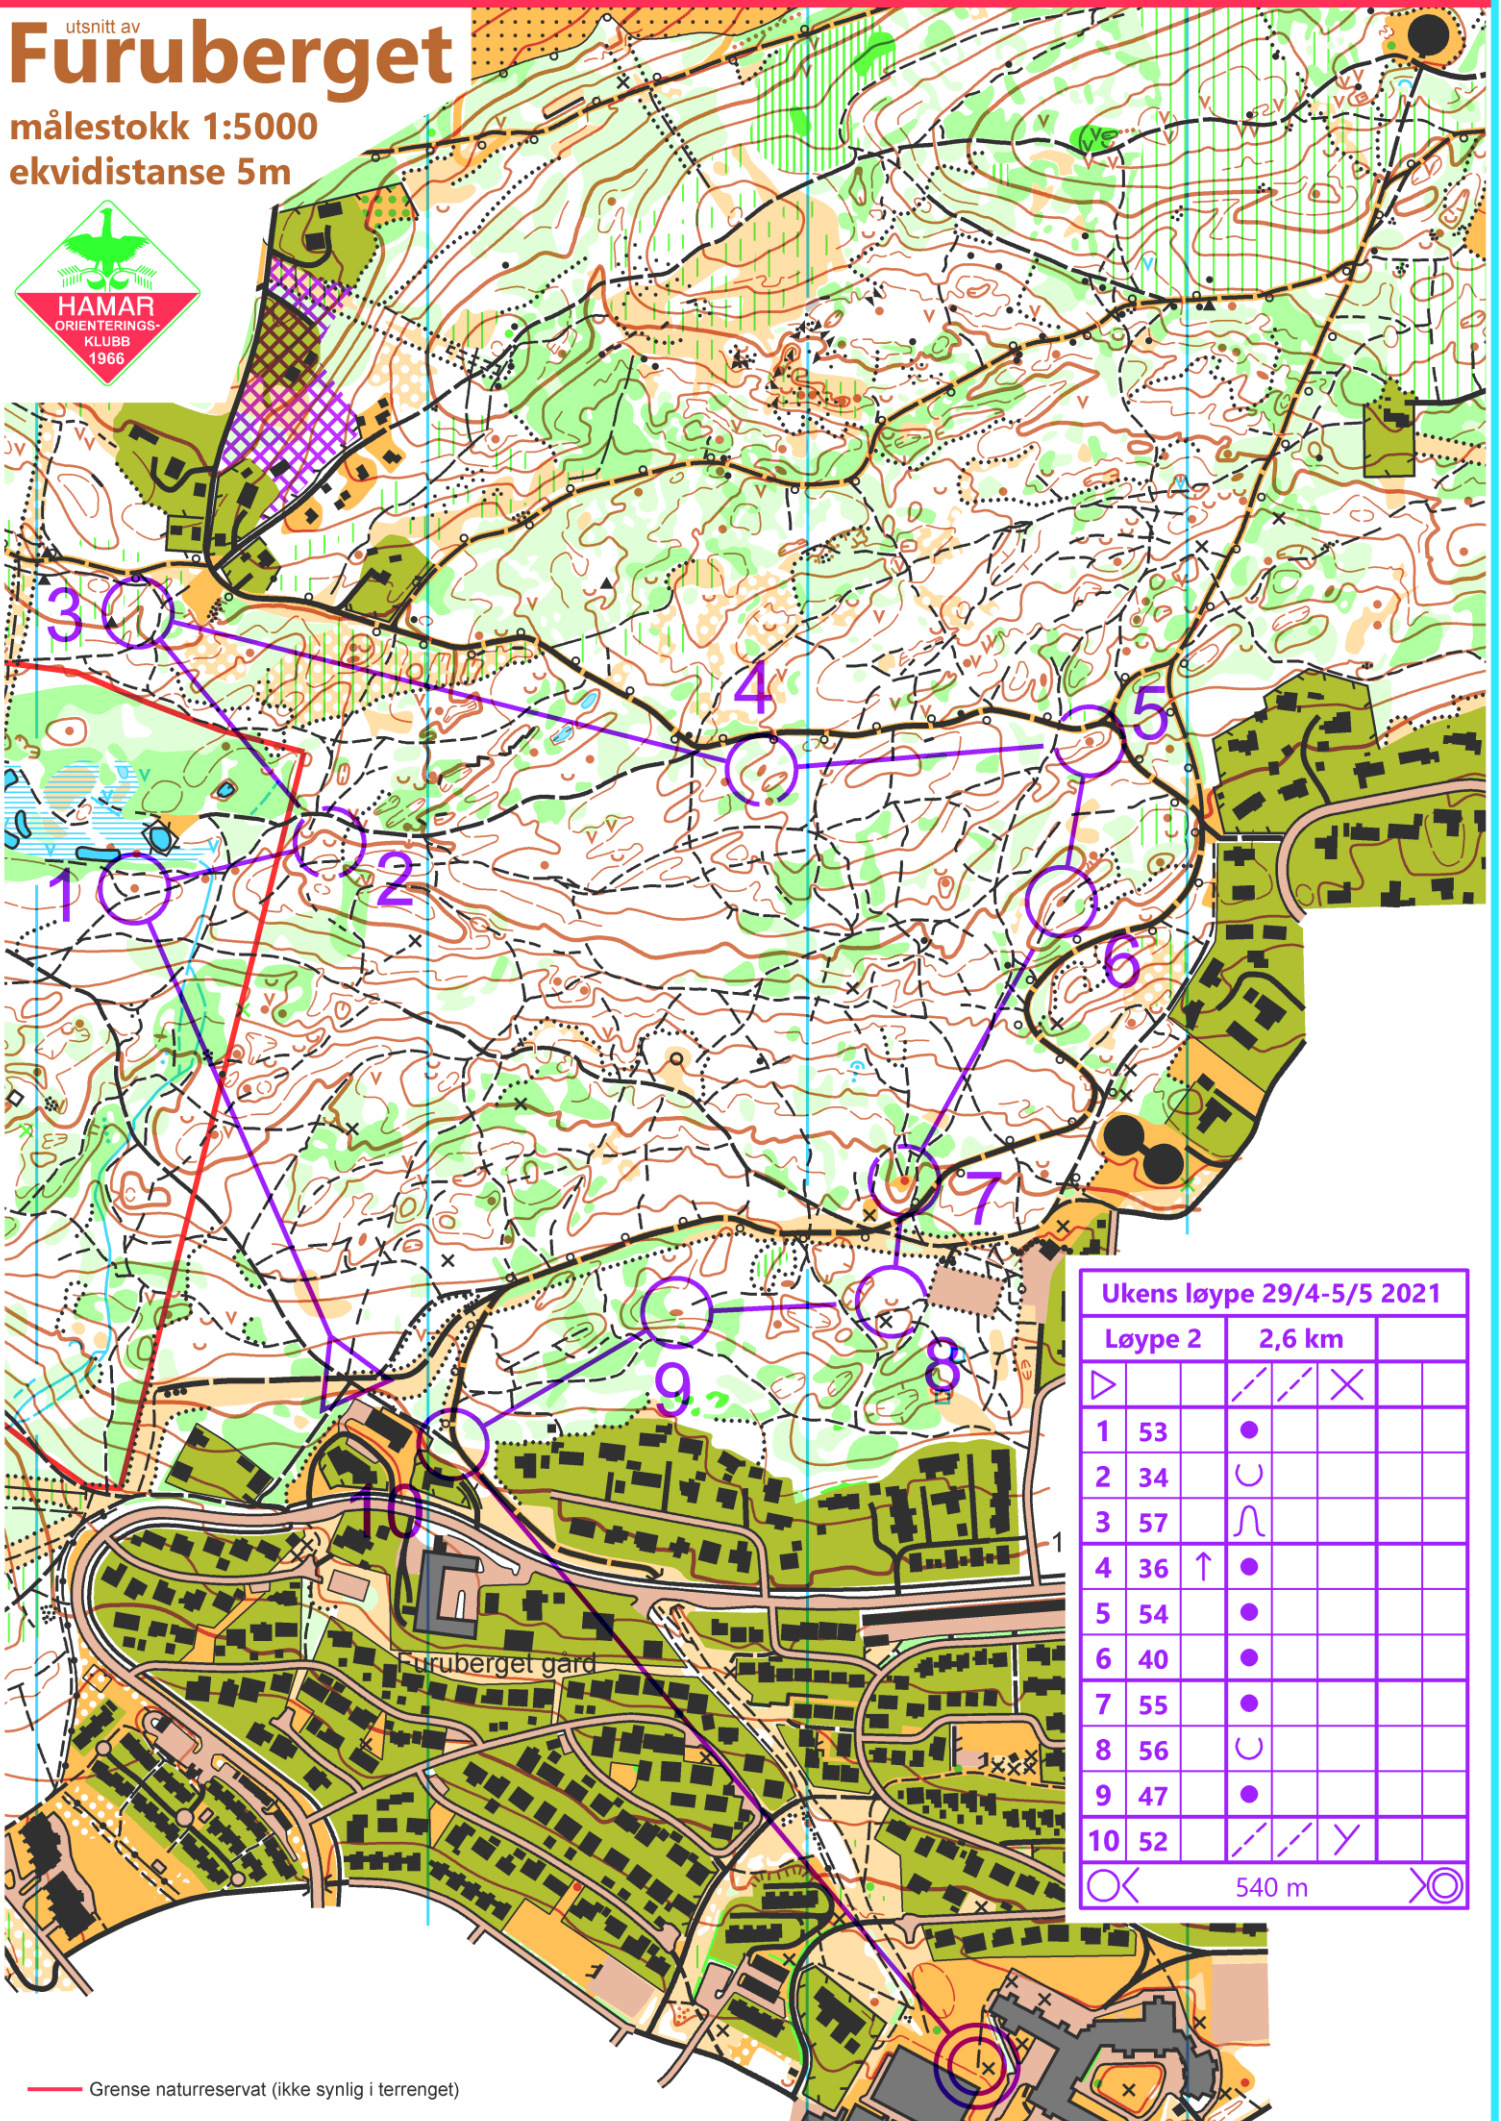 utsnitt av
Furuberget
målestokk 1:5000
ekvidistanse 5m
HAMAR
ORIENTERINGS-
KLUBB
1966
3
4
5
1
2
6
7
8
9
10
1
Furuberget gård
Ukens løype 29/4-5/5 2021
Løype 2 2,6 km
1 53
2 34
3 57
4 36
5 54
6 40
7 55
8 56
9 47
10 52
540 m
Grense naturreservat (ikke synlig i terrenget)